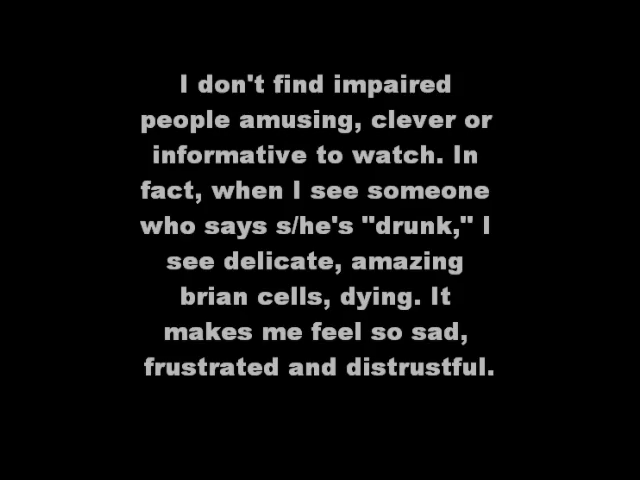 I don't find impaired
people amusing, clever or
informative to watch. In
fact, when I see someone
who says s/he's "drunk," I
see delicate, amazing
brian cells, dying. It
makes me feel so sad,
frustrated and distrustful.